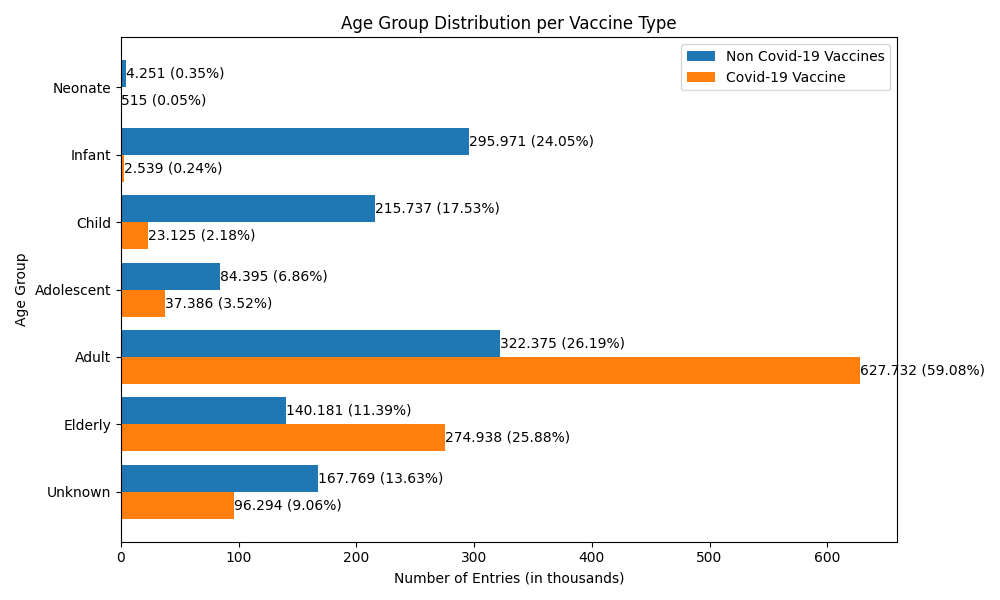 Age Group Distribution per Vaccine Type
Non Covid-19 Vaccines
Covid-19 Vaccine
Age Group
Neonate
4.251 (0.35%)
515 (0.05%)
Infant
295.971 (24.05%)
2.539 (0.24%)
Child
215.737 (17.53%)
23.125 (2.18%)
Adolescent
84.395 (6.86%)
37.386 (3.52%)
Adult
322.375 (26.19%)
627.732 (59.08%)
Elderly
140.181 (11.39%)
274.938 (25.88%)
Unknown
167.769 (13.63%)
96.294 (9.06%)
0 100 200 300 400 500 600
Number of Entries (in thousands)